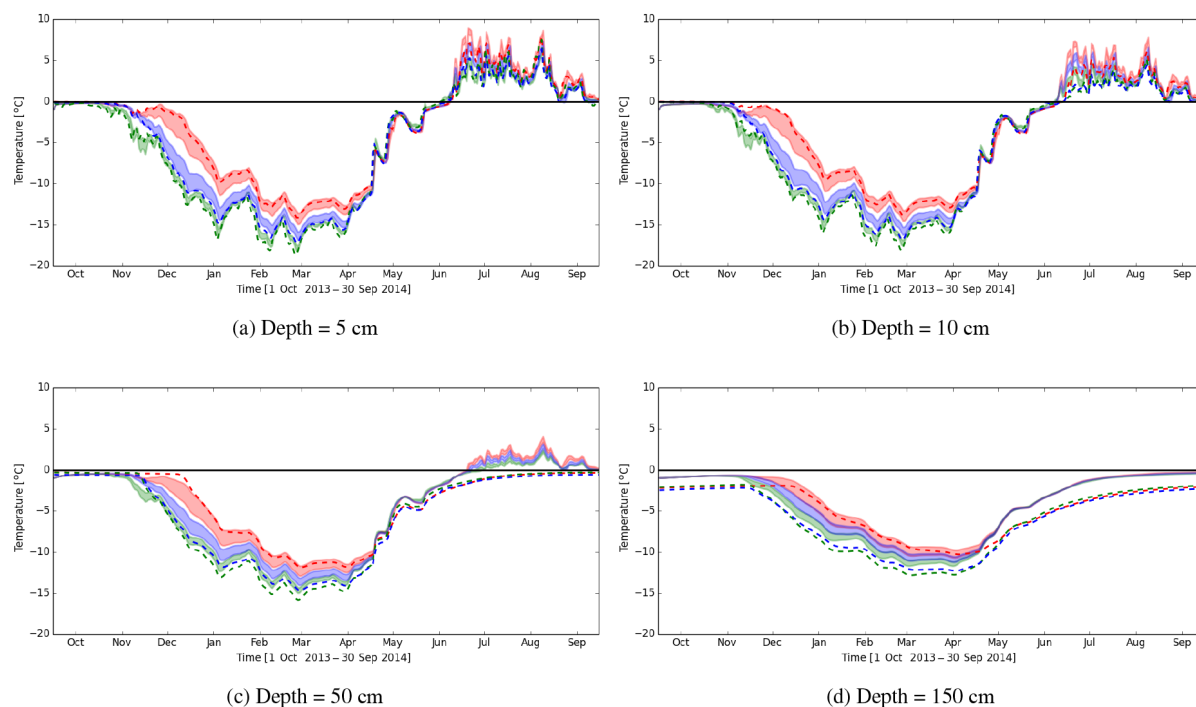 10
5
0
−5
−10
−15
−20
Temperature [°C]
Oct Nov Dec Jan Feb Mar Apr May Jun Jul Aug Sep
Time [1 Oct 2013−30 Sep 2014]
(a) Depth = 5 cm
10
5
0
−5
−10
−15
−20
Temperature [°C]
Oct Nov Dec Jan Feb Mar Apr May Jun Jul Aug Sep
Time [1 Oct 2013−30 Sep 2014]
(b) Depth = 10 cm
10
5
0
−5
−10
−15
−20
Temperature [°C]
Oct Nov Dec Jan Feb Mar Apr May Jun Jul Aug Sep
Time [1 Oct 2013−30 Sep 2014]
(c) Depth = 50 cm
10
5
0
−5
−10
−15
−20
Temperature [°C]
Oct Nov Dec Jan Feb Mar Apr May Jun Jul Aug Sep
Time [1 Oct 2013−30 Sep 2014]
(d) Depth = 150 cm